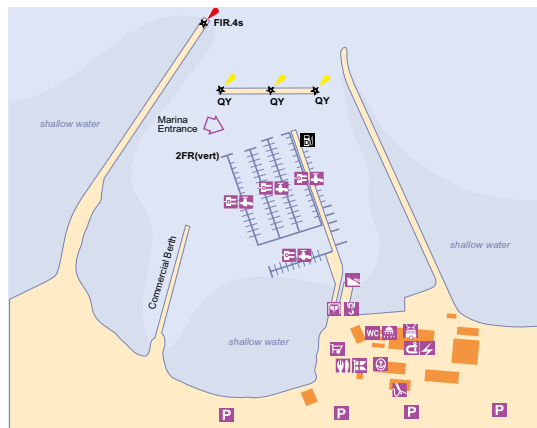 FIR.4s
QY
QY
QY
Marina
Entrance
shallow water
2FR(vert)
Commercial Berth
shallow water
shallow water
WC
P
P
P
P